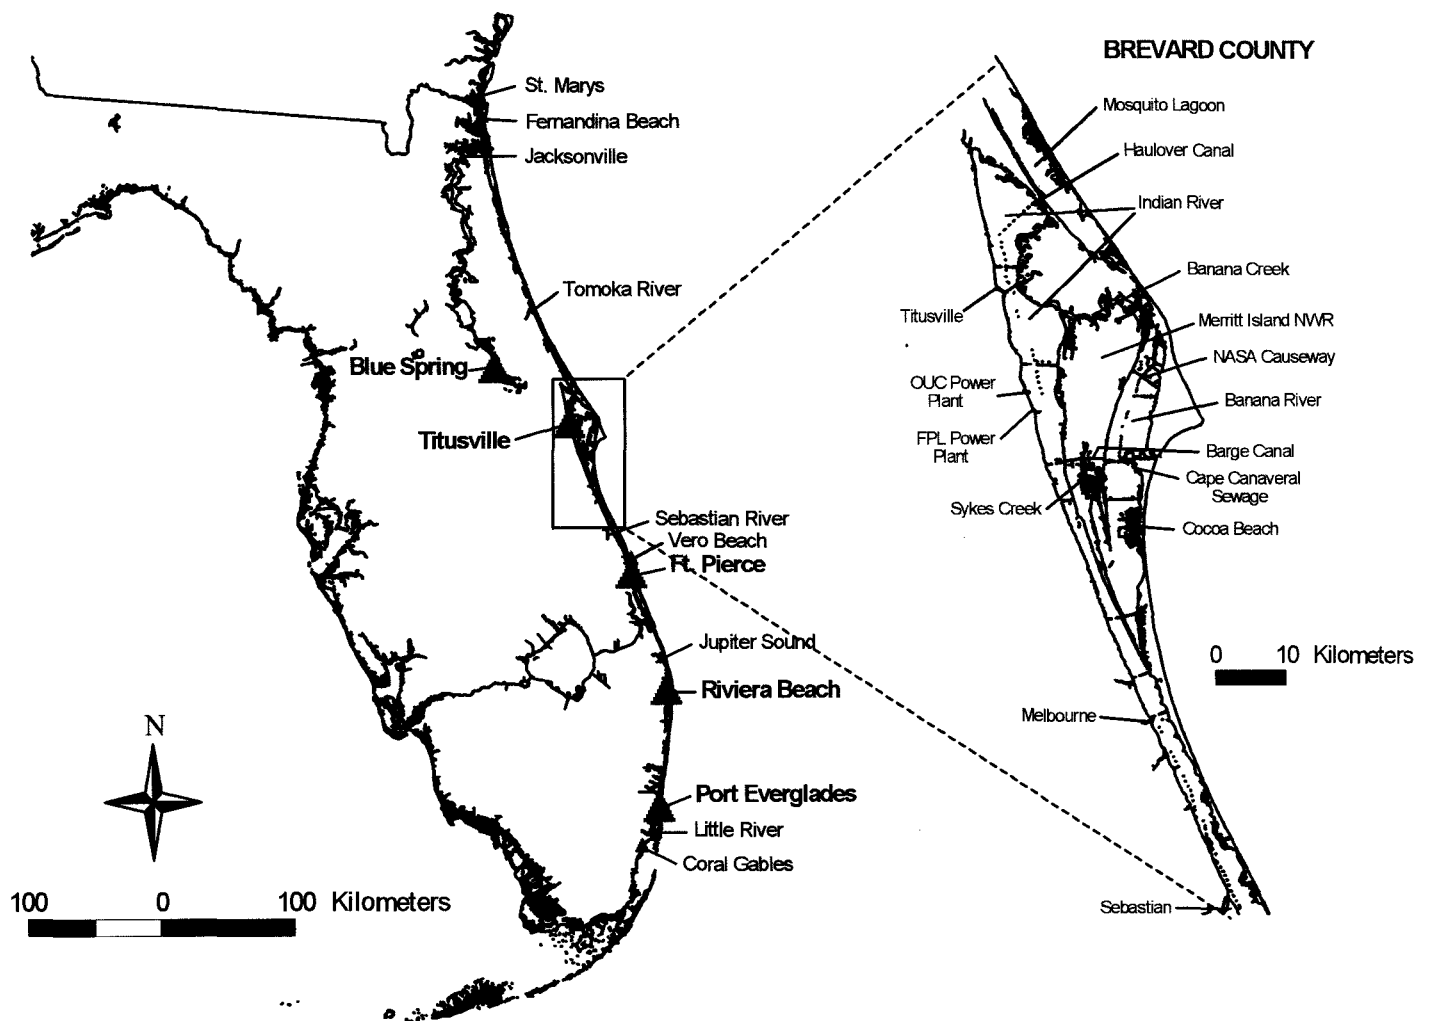 BREVARD COUNTY
St. Marys
Fernandina Beach
Jacksonville
Tomoka River
Blue Spring
Titusville
Sebastian River
Vero Beach
Ft. Pierce
Jupiter Sound
Riviera Beach
Port Everglades
Little River
Coral Gables
N
100 0 100 Kilometers
Mosquito Lagoon
Haulover Canal
Indian River
Banana Creek
Titusville
Merritt Island NWR
NASA Causeway
OUC Power
Plant
Banana River
FPL Power
Plant
Barge Canal
Cape Canaveral
Sewage
Sykes Creek
Cocoa Beach
0 10 Kilometers
Melbourne
Sebastian